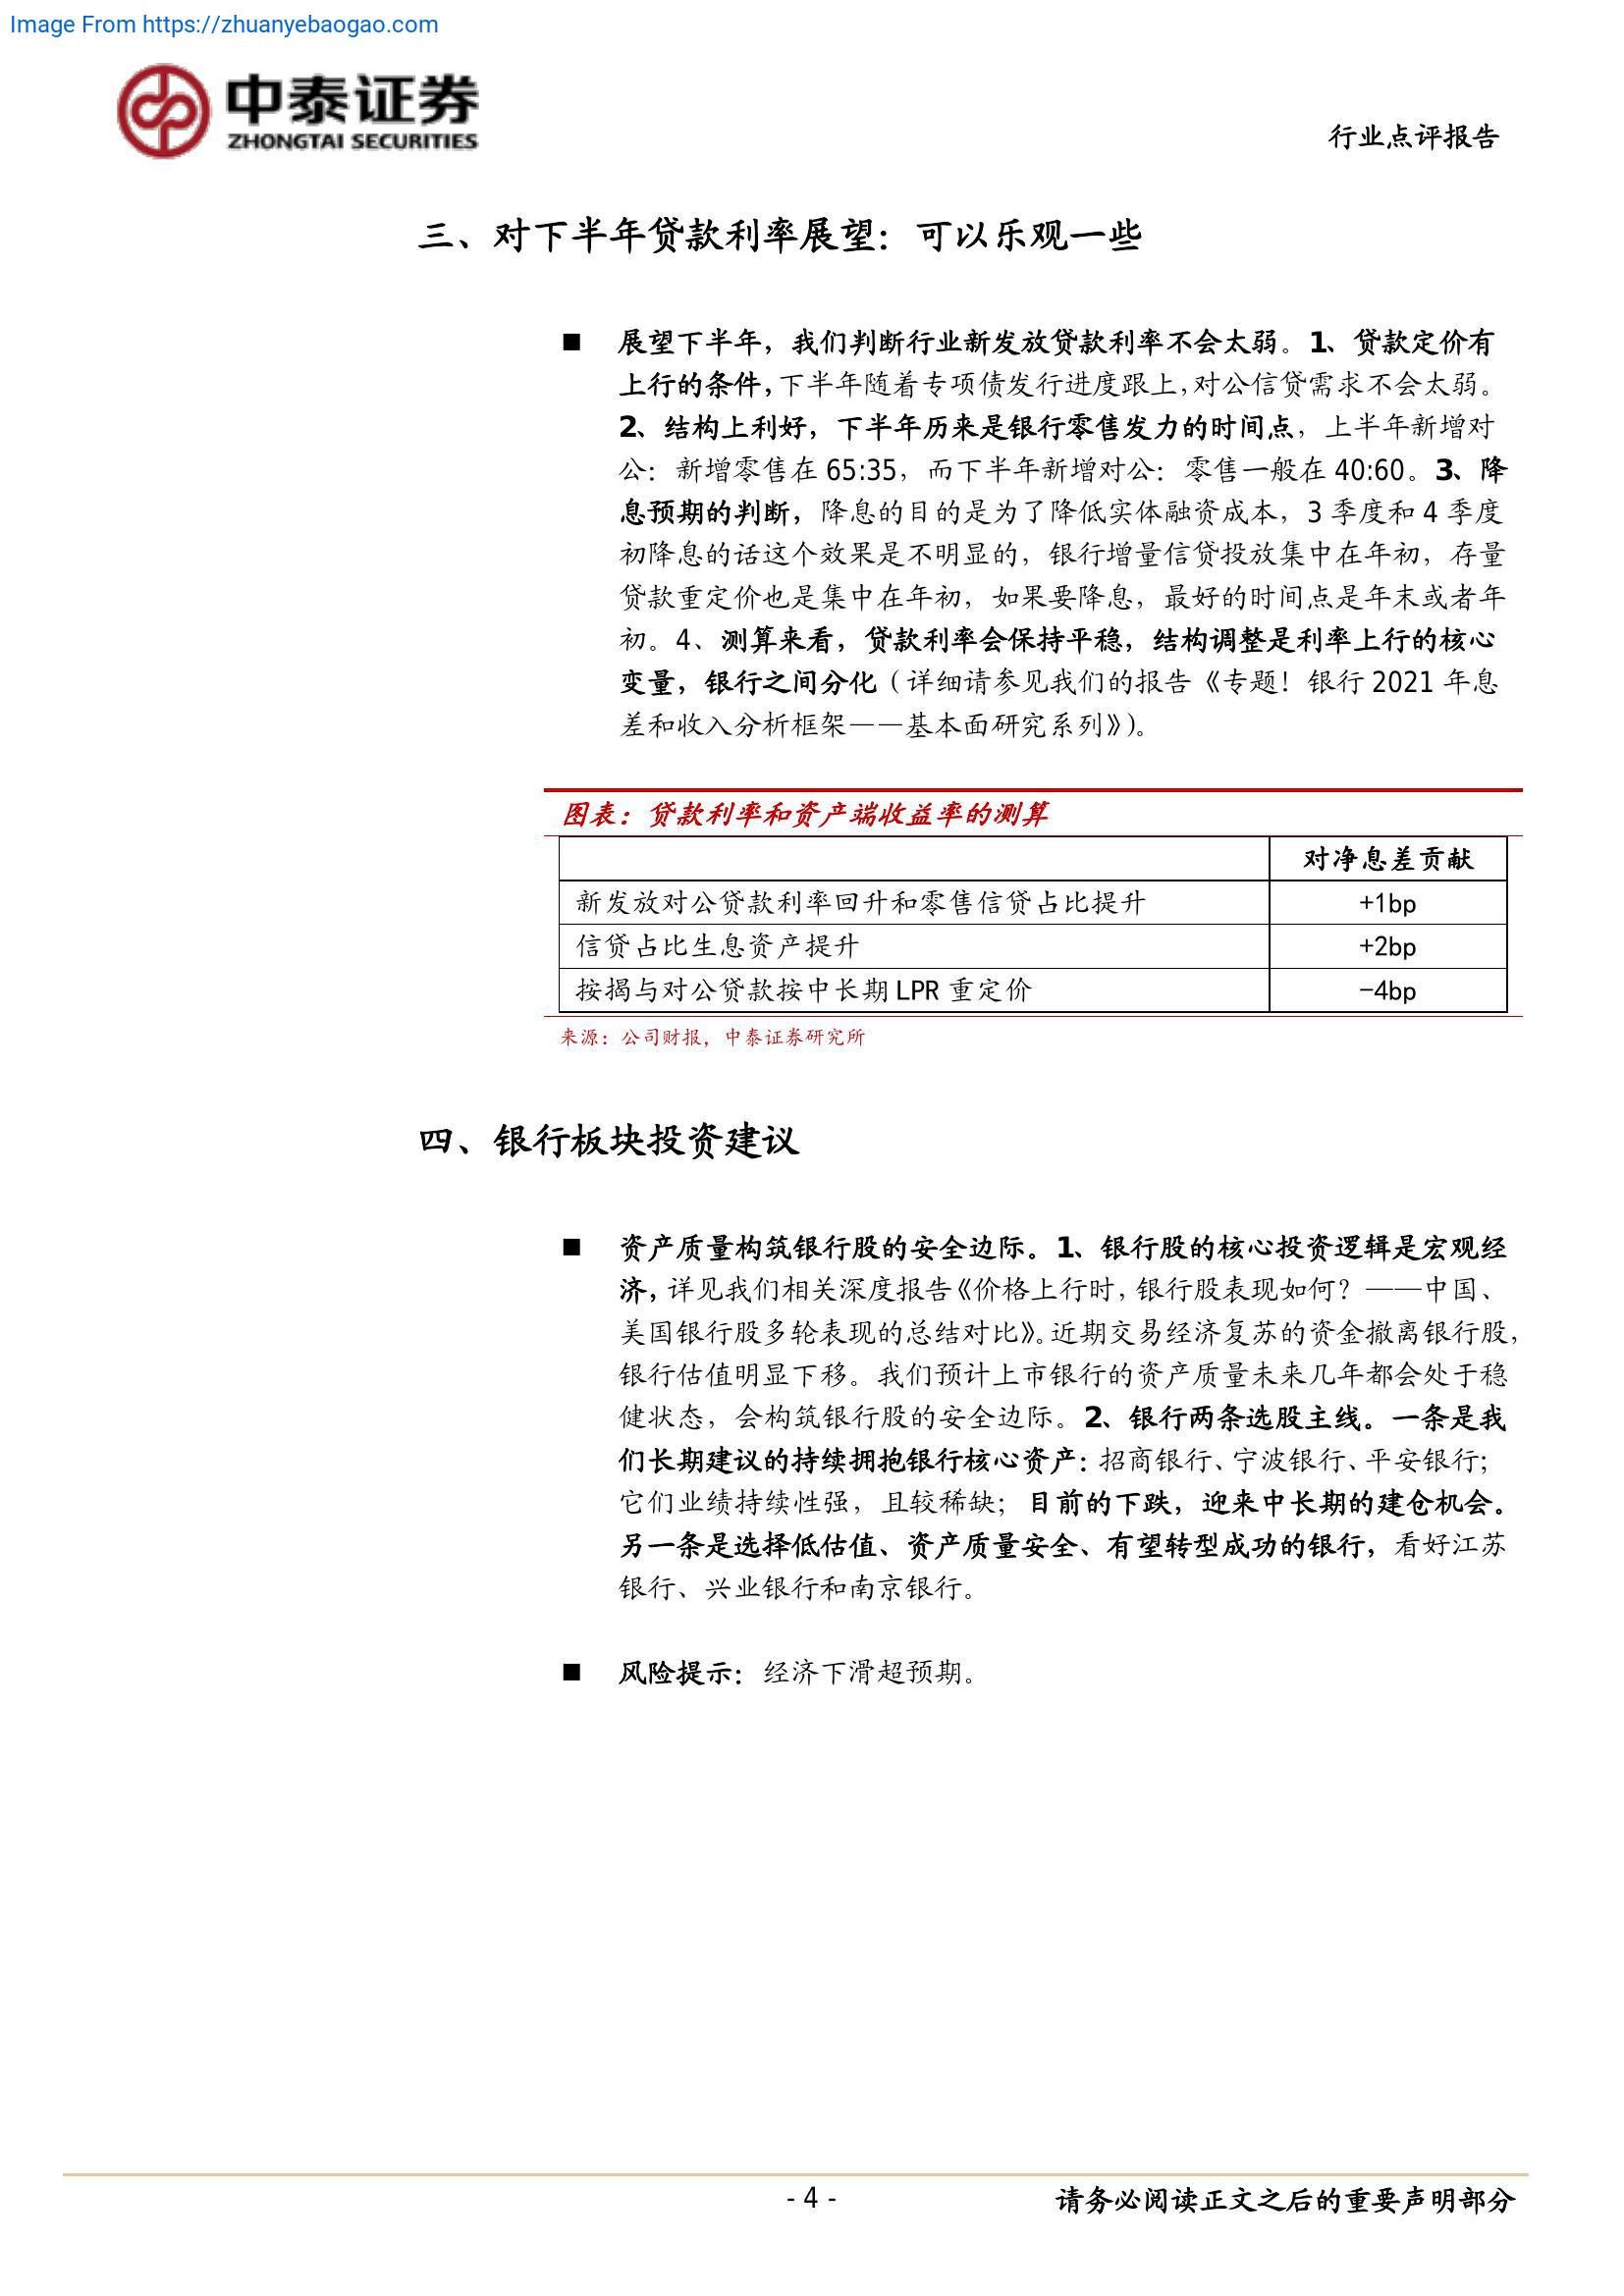 Image From https://zhuanyebaogao.com
中泰证券
ZHONGTAI SECURITIES
行业点评报告
三、对下半年贷款利率展望：可以乐观一些
■ 展望下半年，我们判断行业新发放贷款利率不会太弱。1、贷款定价有
上行的条件，下半年随着专项债发行进度跟上，对公信贷需求不会太弱。
2、结构上利好，下半年历来是银行零售发力的时间点，上半年新增对
公：新增零售在 65:35，而下半年新增对公：零售一般在 40:60。3、降
息预期的判断，降息的目的是为了降低实体融资成本，3 季度和 4 季度
初降息的话这个效果是不明显的，银行增量信贷投放集中在年初，存量
贷款重定价也是集中在年初，如果要降息，最好的时间点是年末或者年
初。4、测算来看，贷款利率会保持平稳，结构调整是利率上行的核心
变量，银行之间分化（详细请参见我们的报告《专题！银行 2021 年息
差和收入分析框架——基本面研究系列》）。
图表：贷款利率和资产端收益率的测算
对净息差贡献
新发放对公贷款利率回升和零售信贷占比提升 +1bp
信贷占比生息资产提升 +2bp
按揭与对公贷款按中长期 LPR 重定价 -4bp
来源：公司财报，中泰证券研究所
四、银行板块投资建议
■ 资产质量构筑银行股的安全边际。1、银行股的核心投资逻辑是宏观经
济，详见我们相关深度报告《价格上行时，银行股表现如何？——中国、
美国银行股多轮表现的总结对比》。近期交易经济复苏的资金撤离银行股，
银行估值明显下移。我们预计上市银行的资产质量未来几年都会处于稳
健状态，会构筑银行股的安全边际。2、银行两条选股主线。一条是我
们长期建议的持续拥抱银行核心资产：招商银行、宁波银行、平安银行；
它们业绩持续性强，且较稀缺；目前的下跌，迎来中长期的建仓机会。
另一条是选择低估值、资产质量安全、有望转型成功的银行，看好江苏
银行、兴业银行和南京银行。
■ 风险提示：经济下滑超预期。
- 4 -
请务必阅读正文之后的重要声明部分